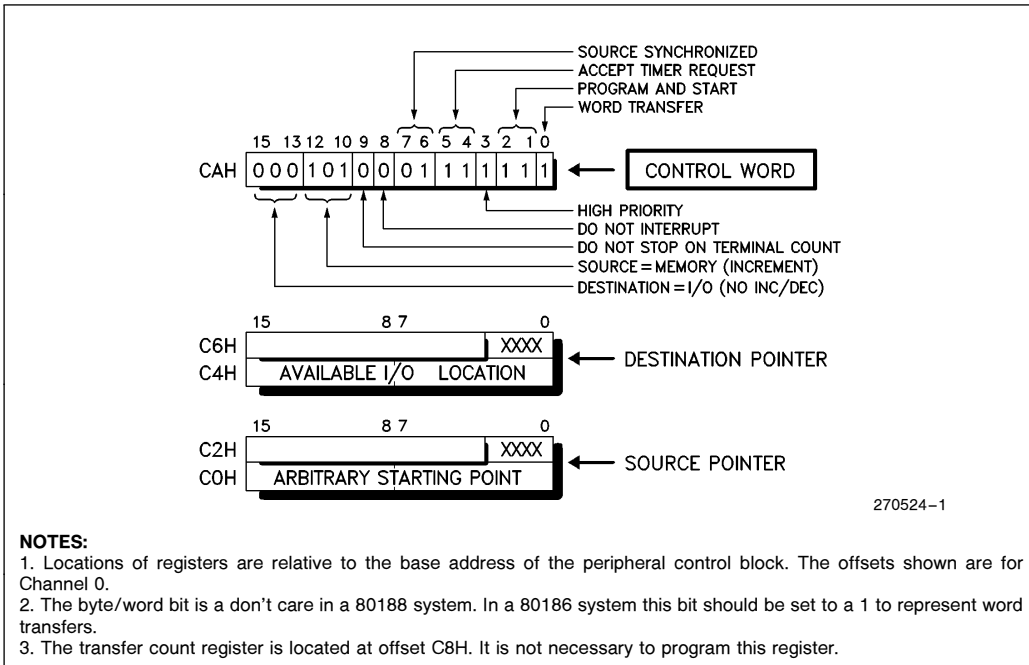 SOURCE SYNCHRONIZED
ACCEPT TIMER REQUEST
PROGRAM AND START
WORD TRANSFER
15 13 12 10 9 8 7 6 5 4 3 2 1 0
CAH 0 0 0 1 0 1 0 0 0 1 1 1 1 1 1 1 CONTROL WORD
HIGH PRIORITY
DO NOT INTERRUPT
DO NOT STOP ON TERMINAL COUNT
SOURCE=MEMORY (INCREMENT)
DESTINATION=I/O (NO INC/DEC)
15 8 7 0
C6H XXXX
DESTINATION POINTER
C4H AVAILABLE I/O LOCATION
15 8 7 0
C2H XXXX
SOURCE POINTER
C0H ARBITRARY STARTING POINT
270524–1
NOTES:
1. Locations of registers are relative to the base address of the peripheral control block. The offsets shown are for
Channel 0.
2. The byte/word bit is a don't care in a 80188 system. In a 80186 system this bit should be set to a 1 to represent word
transfers.
3. The transfer count register is located at offset C8H. It is not necessary to program this register.